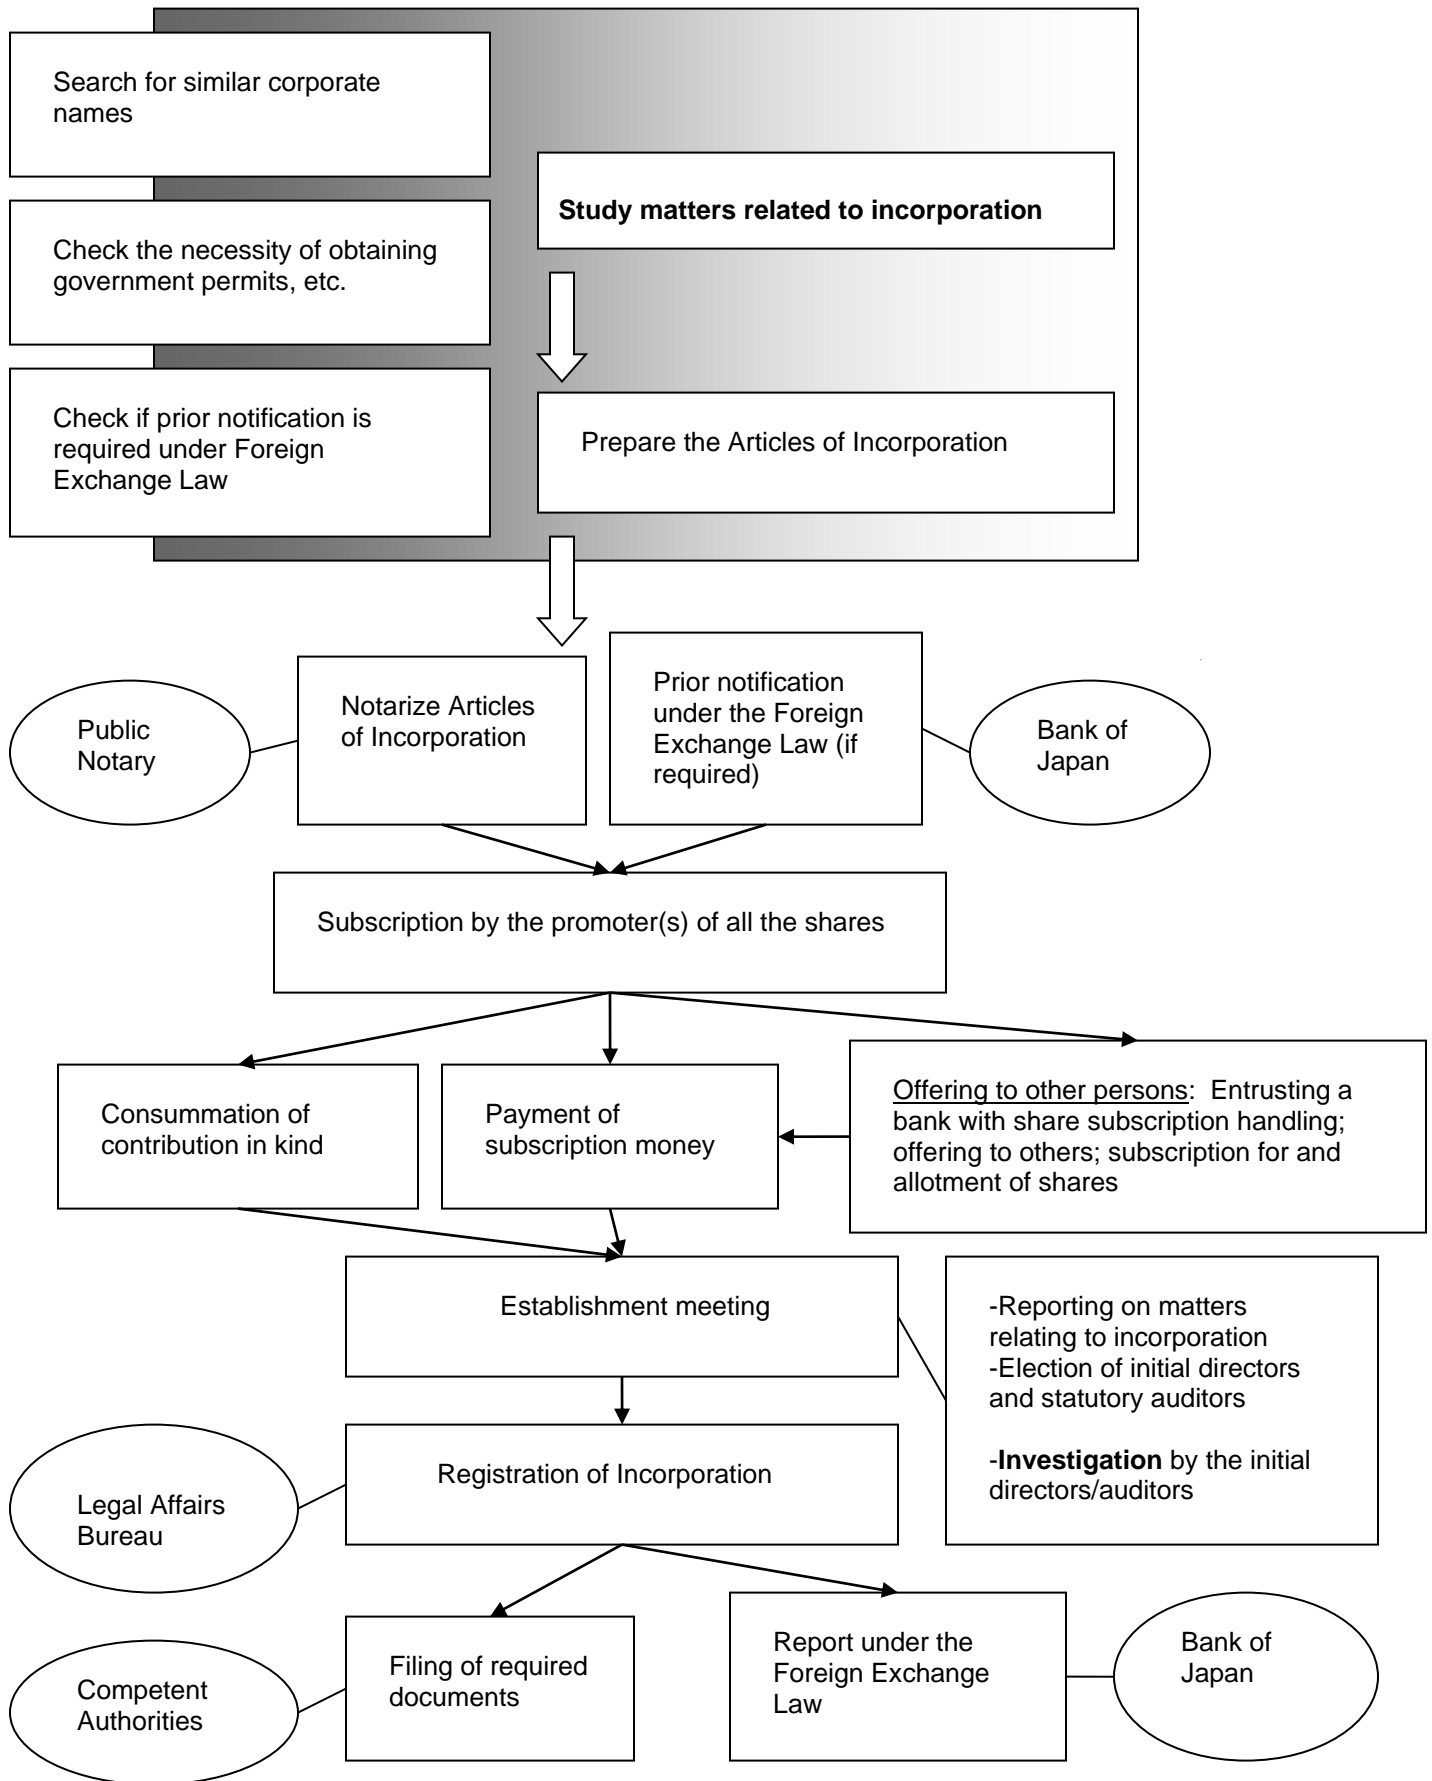 Search for similar corporate
names
Study matters related to incorporation
Check the necessity of obtaining
government permits, etc.
Check if prior notification is
required under Foreign
Exchange Law
Prepare the Articles of Incorporation
Public
Notary
Notarize Articles
of Incorporation
Prior notification
under the Foreign
Exchange Law (if
required)
Bank of
Japan
Subscription by the promoter(s) of all the shares
Consummation of
contribution in kind
Payment of
subscription money
Offering to other persons: Entrusting a
bank with share subscription handling;
offering to others; subscription for and
allotment of shares
Establishment meeting
-Reporting on matters
relating to incorporation
-Election of initial directors
and statutory auditors
-Investigation by the initial
directors/auditors
Legal Affairs
Bureau
Registration of Incorporation
Competent
Authorities
Filing of required
documents
Report under the
Foreign Exchange
Law
Bank of
Japan